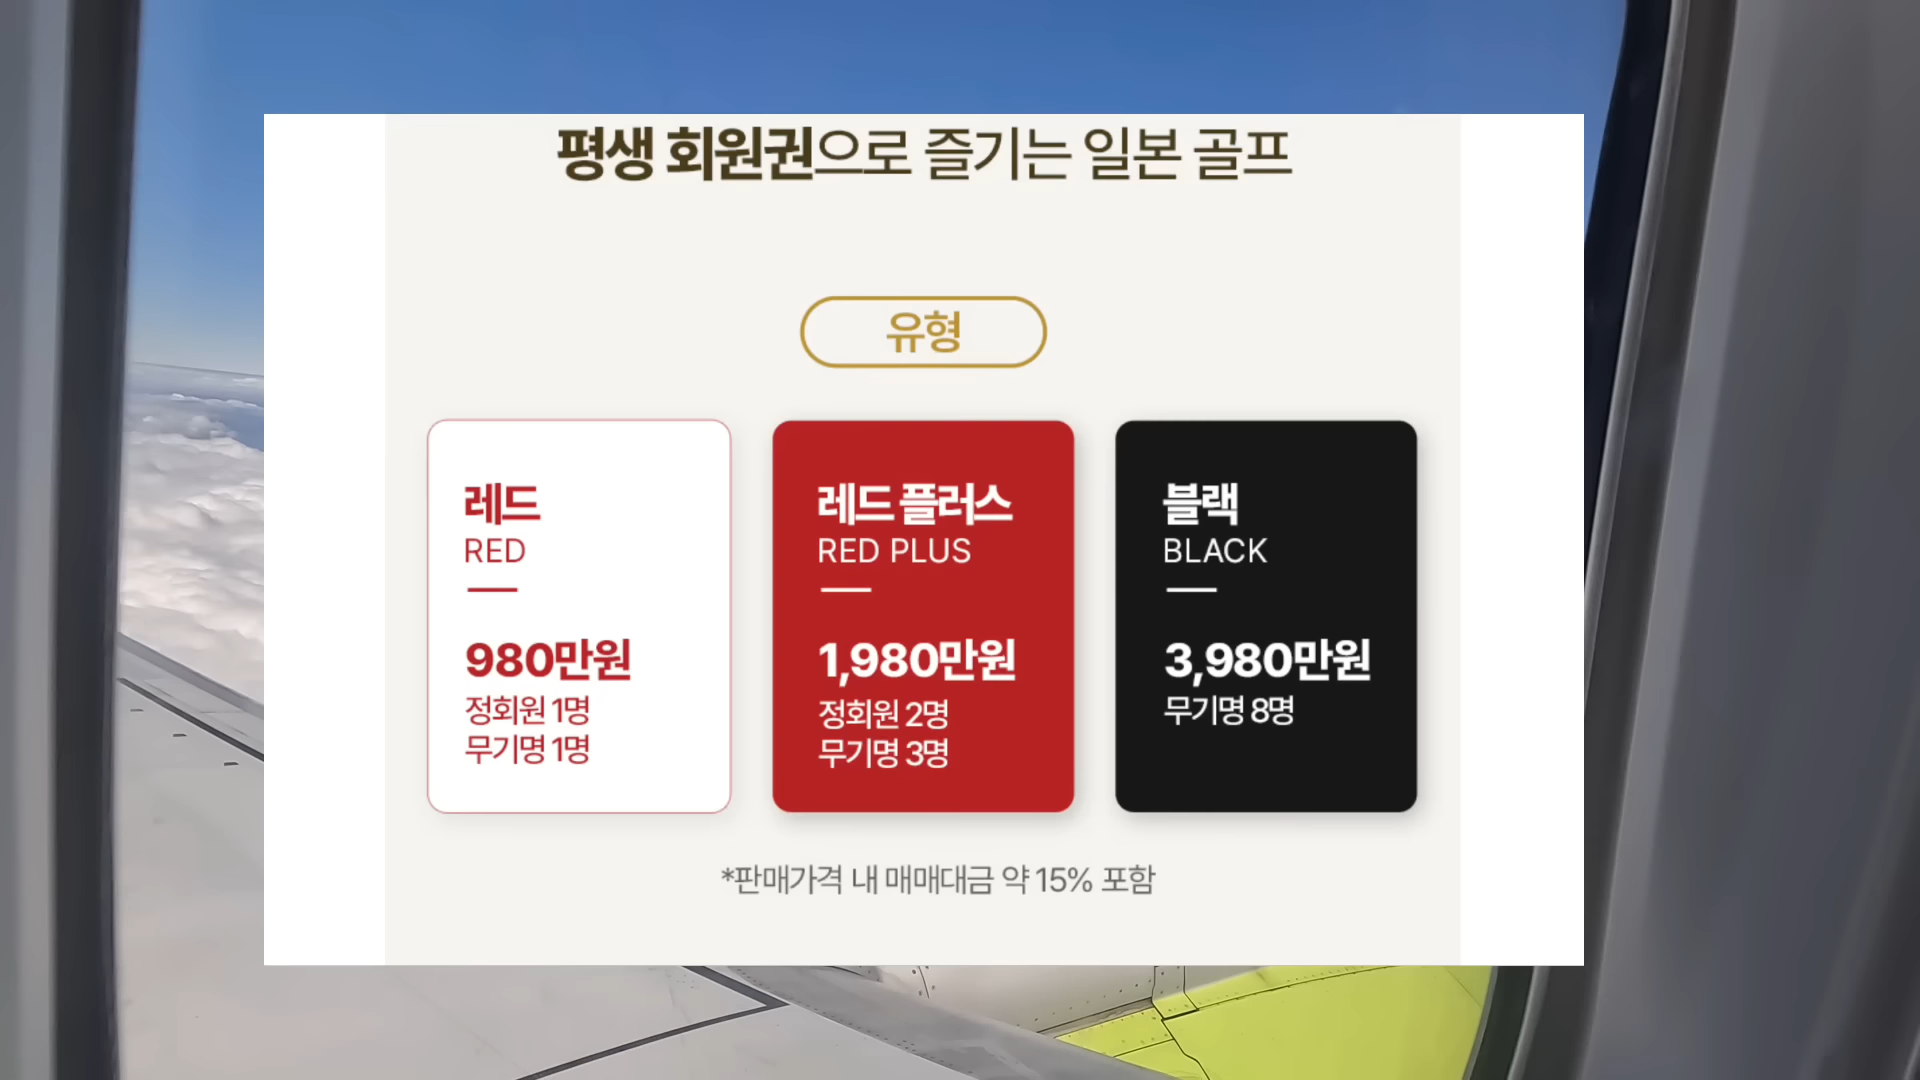 평생 회원권으로 즐기는 일본 골프
유형
레드
RED
980만원
정회원 1명
무기명 1명
레드 플러스
RED PLUS
1,980만원
정회원 2명
무기명 3명
블랙
BLACK
3,980만원
무기명 8명
*판매가격 내 매매대금 약 15% 포함